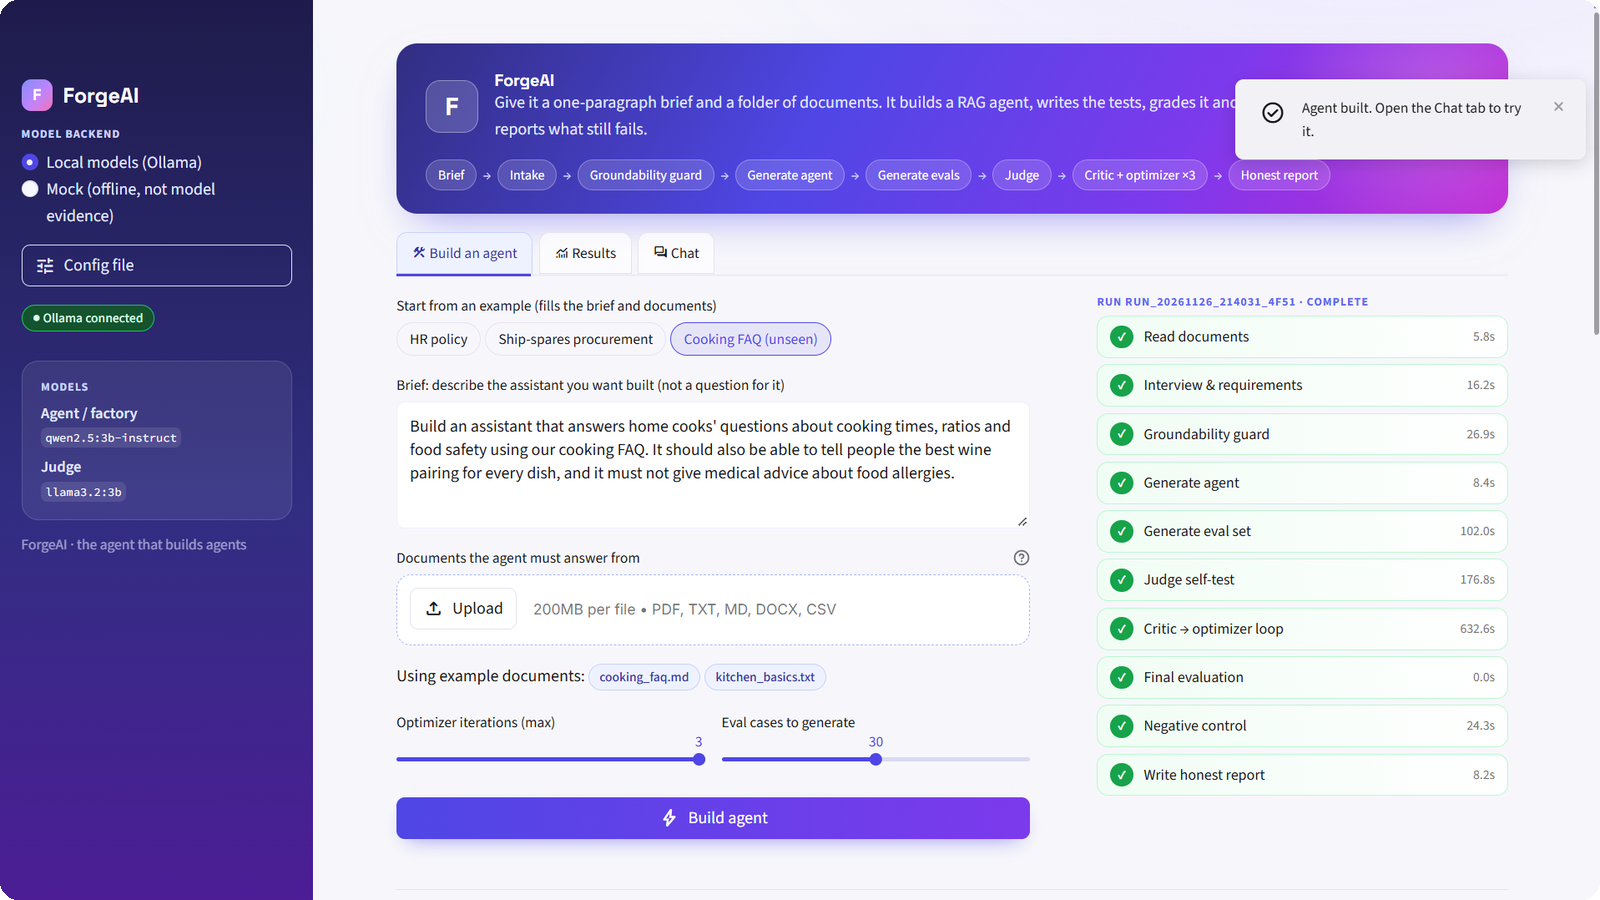 F ForgeAI
MODEL BACKEND
Local models (Ollama)
Mock (offline, not model
evidence)
Config file
Ollama connected
MODELS
Agent / factory
qwen2.5:3b-instruct
Judge
llama3.2:3b
ForgeAI · the agent that builds agents
F
ForgeAI
Give it a one-paragraph brief and a folder of documents. It builds a RAG agent, writes the tests, grades it and
reports what still fails.
Brief → Intake → Groundability guard → Generate agent → Generate evals → Judge → Critic + optimizer ×3 → Honest report
Agent built. Open the Chat tab to try
it.
Build an agent
Results
Chat
Start from an example (fills the brief and documents)
HR policy
Ship-spares procurement
Cooking FAQ (unseen)
Brief: describe the assistant you want built (not a question for it)
Build an assistant that answers home cooks' questions about cooking times, ratios and
food safety using our cooking FAQ. It should also be able to tell people the best wine
pairing for every dish, and it must not give medical advice about food allergies.
Documents the agent must answer from
Upload
200MB per file • PDF, TXT, MD, DOCX, CSV
Using example documents: cooking_faq.md kitchen_basics.txt
Optimizer iterations (max)
3
Eval cases to generate
30
Build agent
RUN RUN_20261126_214031_4F51 · COMPLETE
Read documents 5.8s
Interview & requirements 16.2s
Groundability guard 26.9s
Generate agent 8.4s
Generate eval set 102.0s
Judge self-test 176.8s
Critic → optimizer loop 632.6s
Final evaluation 0.0s
Negative control 24.3s
Write honest report 8.2s